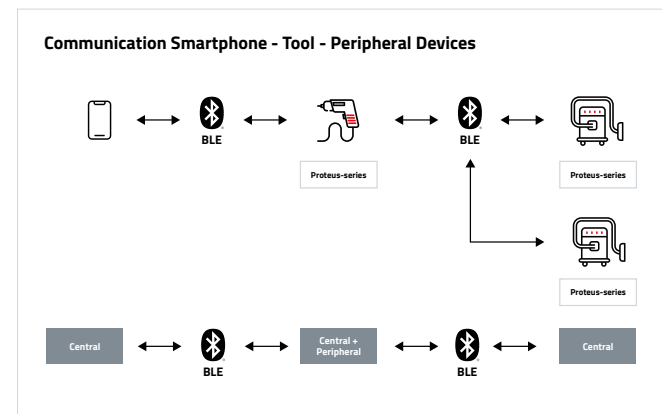 Communication Smartphone - Tool - Peripheral Devices
BLE
BLE
Proteus-series
Proteus-series
Proteus-series
Central
BLE
Central +
Peripheral
BLE
Central